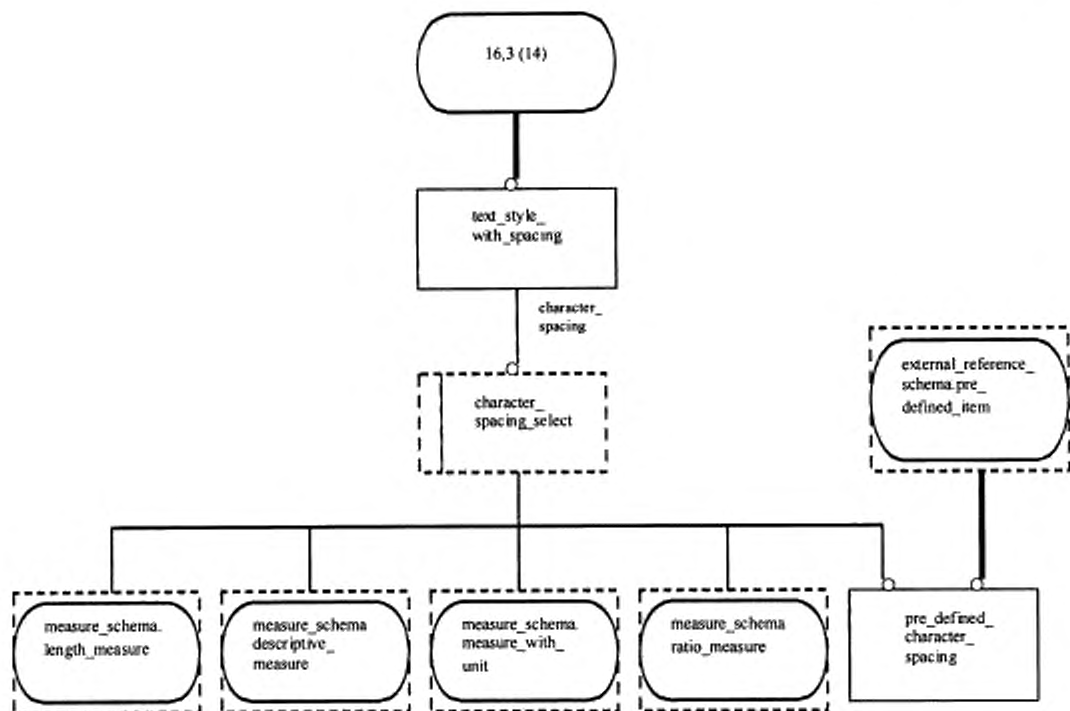 16,3 (14)
text_style_
with_spacing
character_
spacing
character_
spacing_select
external_reference_
schema.pre_
defined_item
measure_schema.
length_measure
measure_schema
descriptive_
measure
measure_schema.
measure_with_
unit
measure_schema
ratio_measure
pre_defined_
character_
spacing